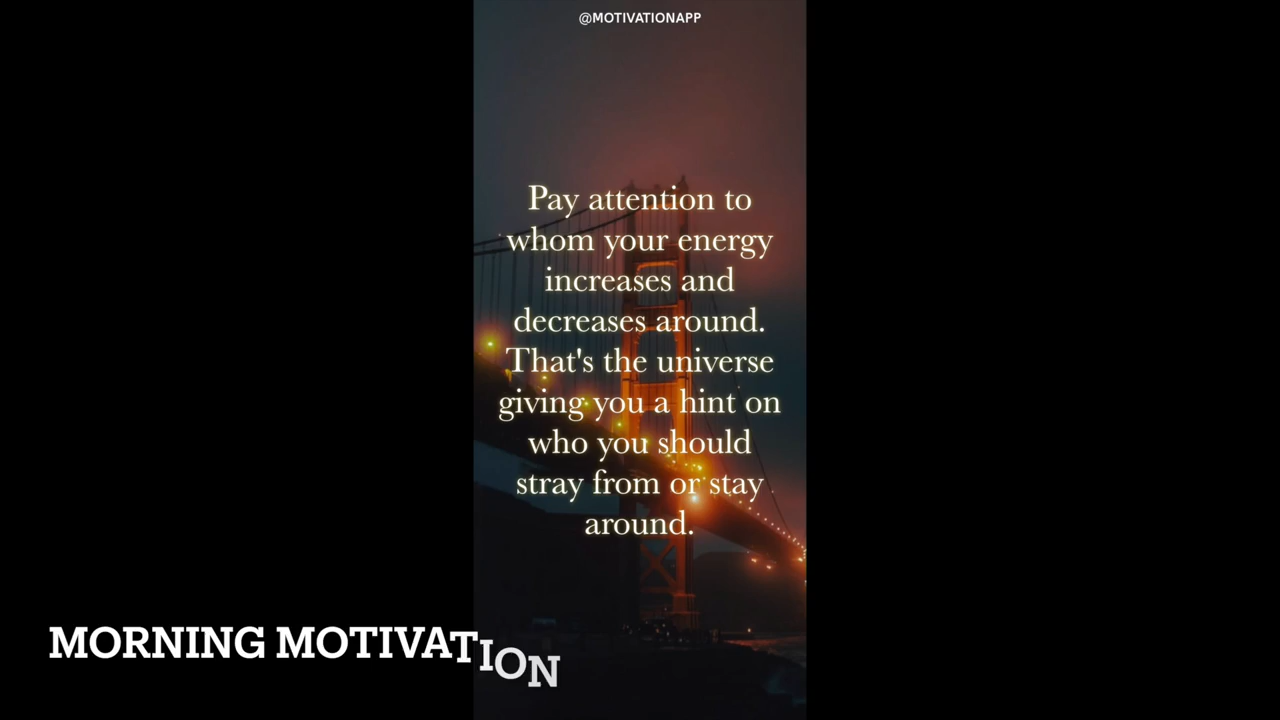 @MOTIVATIONAPP
Pay attention to
whom your energy
increases and
decreases around.
That's the universe
giving you a hint on
who you should
stray from or stay
around.
MORNING MOTIVATION